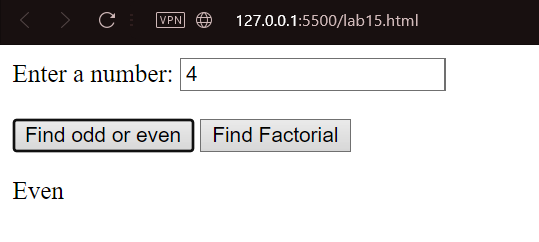 VPN 127.0.0.1:5500/lab15.html
Enter a number: 4
Find odd or even Find Factorial
Even